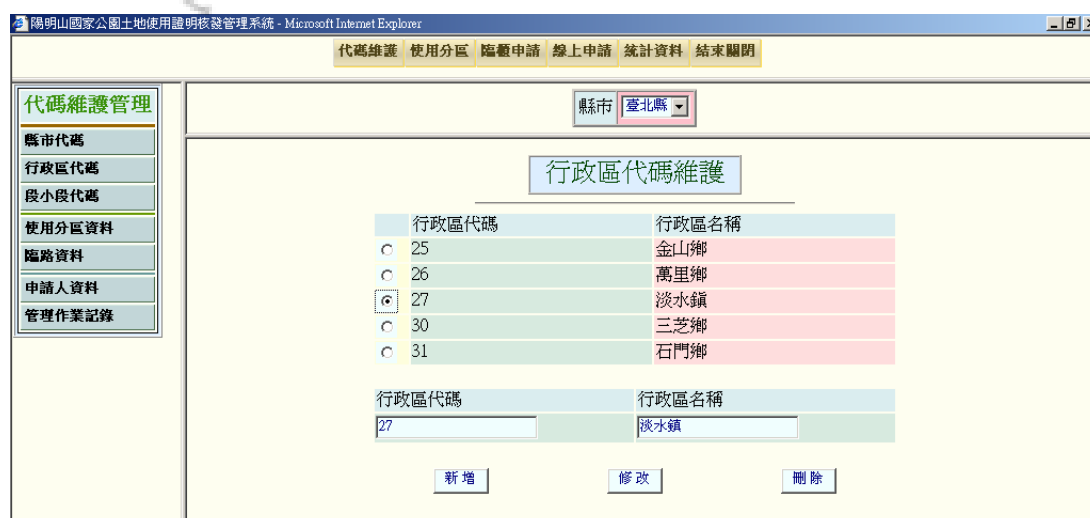 陽明山國家公園土地使用證明核發管理系統 - Microsoft Internet Explorer
代碼維護 使用分區 臨櫃申請 線上申請 統計資料 結束關閉
代碼維護管理
縣市代碼
行政區代碼
段小段代碼
使用分區資料
臨路資料
申請人資料
管理作業記錄
縣市 臺北縣
行政區代碼維護
行政區代碼 行政區名稱
25 金山鄉
26 萬里鄉
27 淡水鎮
30 三芝鄉
31 石門鄉
行政區代碼 行政區名稱
27 淡水鎮
新增 修改 刪除